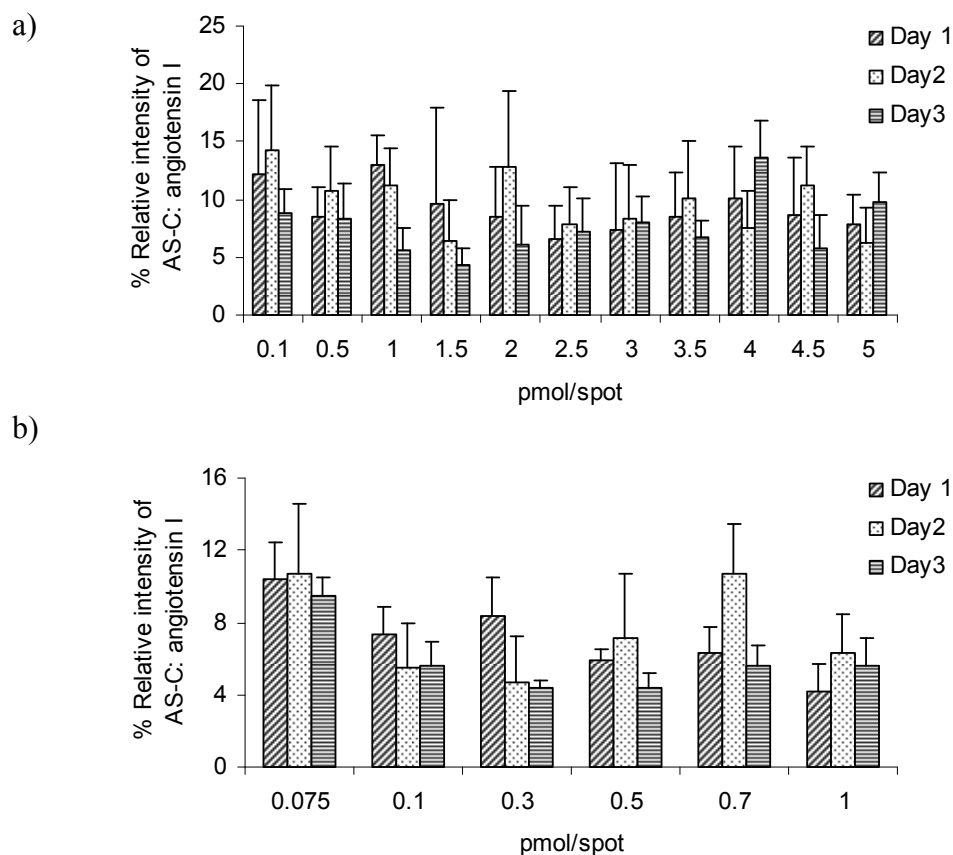 a)
% Relative intensity of
AS-C: angiotensin I
25
20
15
10
5
0
0.1 0.5 1 1.5 2 2.5 3 3.5 4 4.5 5
pmol/spot
Day 1
Day2
Day3
b)
% Relative intensity of
AS-C: angiotensin I
16
12
8
4
0
0.075 0.1 0.3 0.5 0.7 1
pmol/spot
Day 1
Day2
Day3